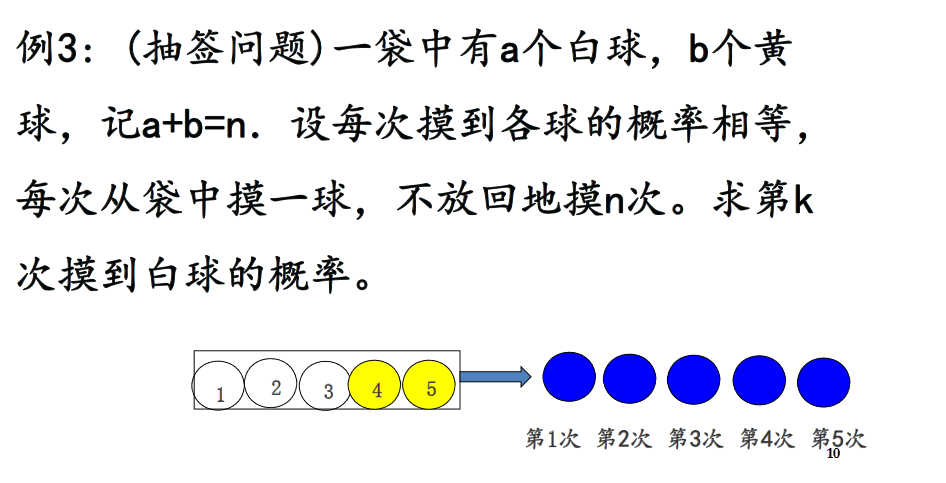 例3：(抽签问题)一袋中有a个白球，b个黄
球，记a+b=n．设每次摸到各球的概率相等，
每次从袋中摸一球，不放回地摸n次。求第k
次摸到白球的概率。
1 2 3 4 5
第1次 第2次 第3次 第4次 第5次
10